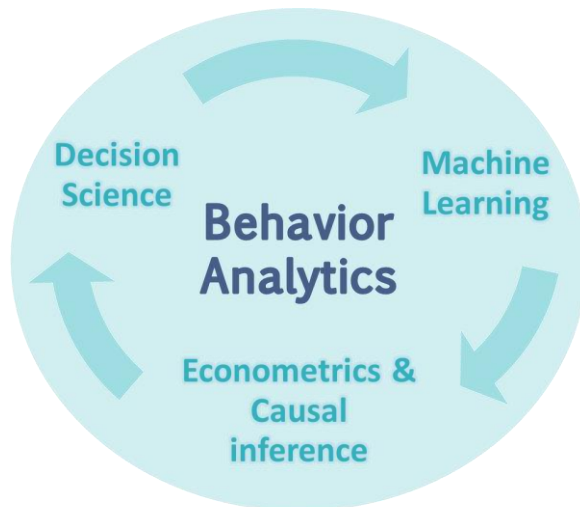 Decision
Science
Machine
Learning
Behavior
Analytics
Econometrics &
Causal
inference